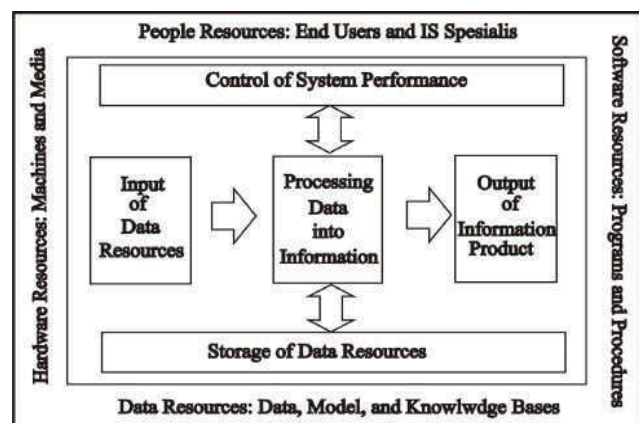 People Resources: End Users and IS Spesialis
Hardware Resources: Machines and Media
Software Resources: Programs and Procedures
Control of System Performance
Input
of
Data
Resources
Processing
Data
into
Information
Output
of
Information
Product
Storage of Data Resources
Data Resources: Data, Model, and Knowlwdge Bases